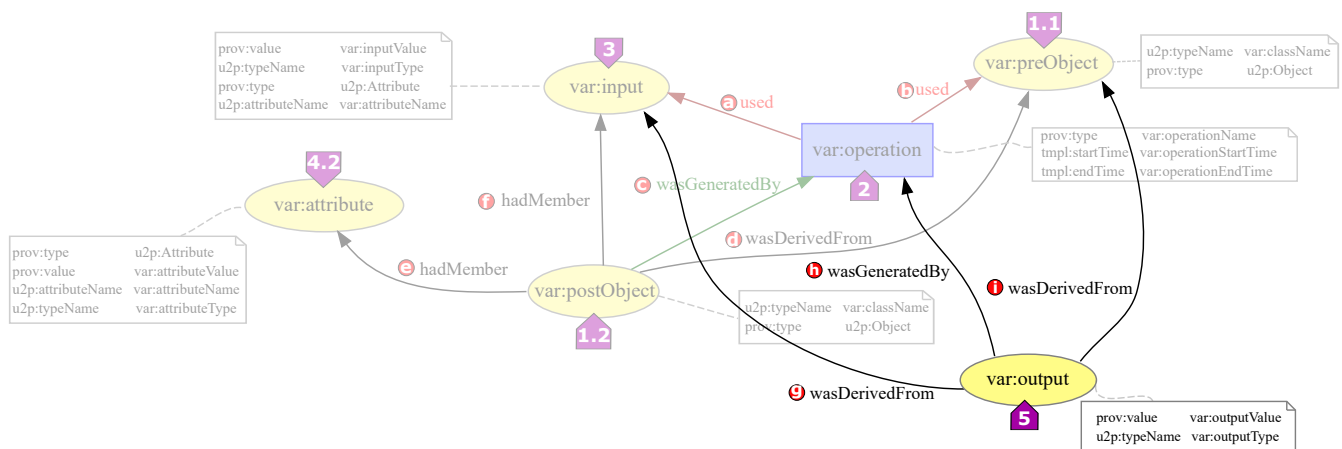 1.1
3
prov:value var:inputValue
u2p:typeName var:inputType
prov:type u2p:Attribute
u2p:attributeName var:attributeName
var:input
var:preObject
u2p:typeName var:className
prov:type u2p:Object
a used
b used
var:operation
2
prov:type var:operationName
tmpl:startTime var:operationStartTime
tmpl:endTime var:operationEndTime
4.2
var:attribute
c wasGeneratedBy
f hadMember
d wasDerivedFrom
prov:type u2p:Attribute
prov:value var:attributeValue
u2p:attributeName var:attributeName
u2p:typeName var:attributeType
e hadMember
h wasGeneratedBy
i wasDerivedFrom
var:postObject
1.2
u2p:typeName var:className
prov:type u2p:Object
var:output
g wasDerivedFrom
5
prov:value var:outputValue
u2p:typeName var:outputType